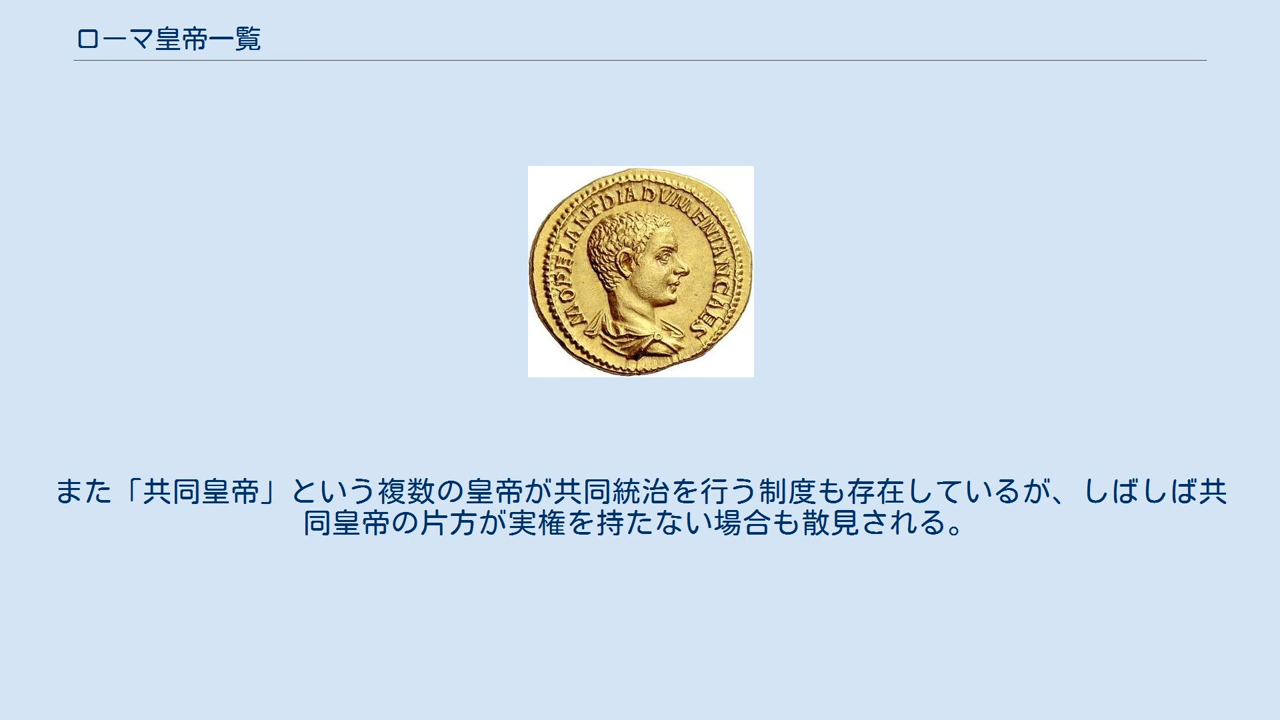 ローマ皇帝一覧
M OPEL ANT DIADVMENIAN CAES
また「共同皇帝」という複数の皇帝が共同統治を行う制度も存在しているが、しばしば共
同皇帝の片方が実権を持たない場合も散見される。